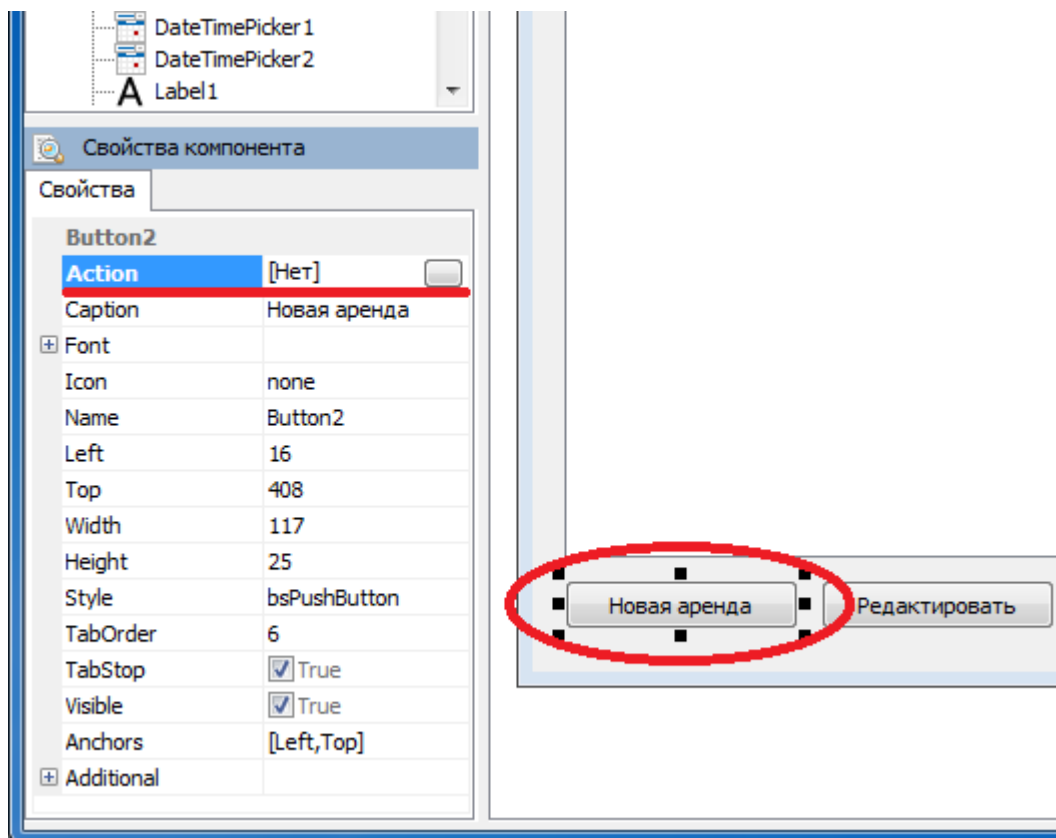 DateTimePicker1
DateTimePicker2
A Label1
Свойства компонента
Свойства
Button2
Action [Нет]
Caption Новая аренда
Font
Icon none
Name Button2
Left 16
Top 408
Width 117
Height 25
Style bsPushButton
TabOrder 6
TabStop True
Visible True
Anchors [Left,Top]
Additional
Новая аренда Редактировать